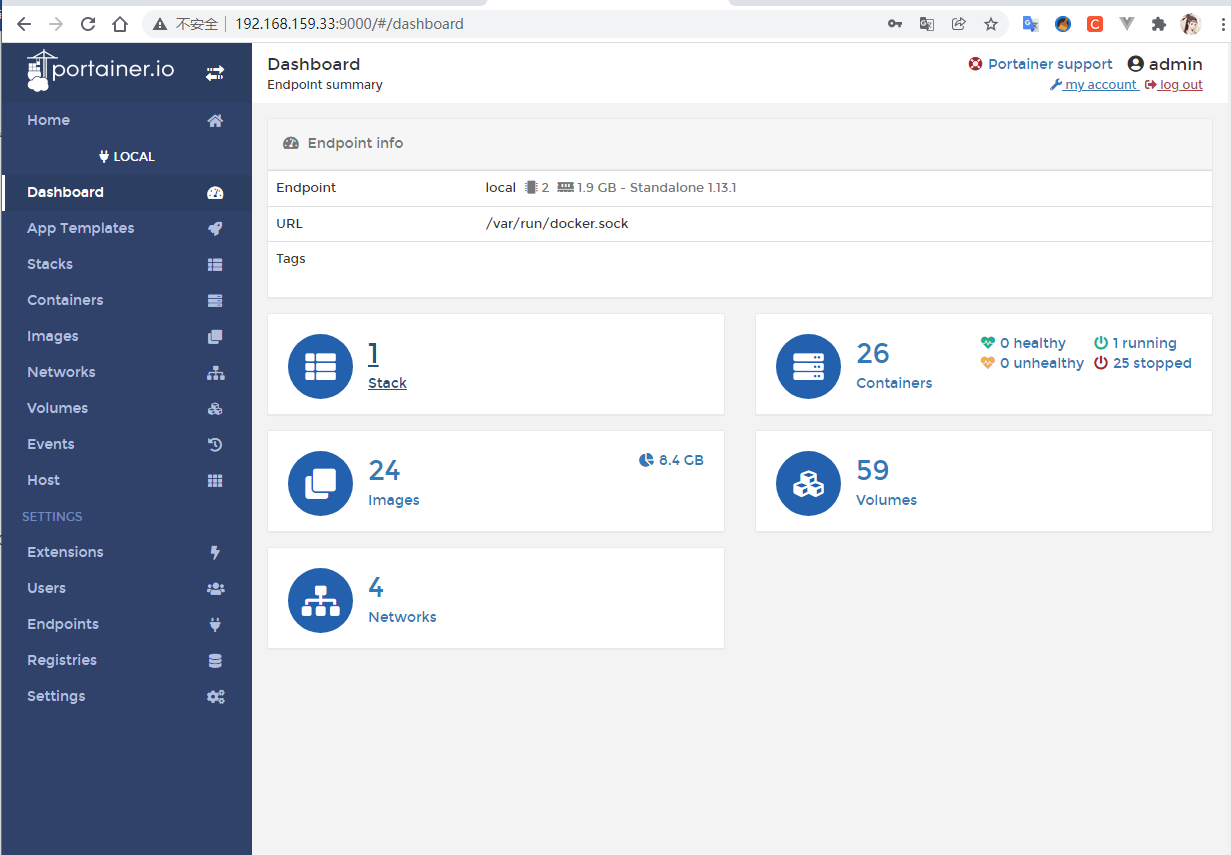 不安全 | 192.168.159.33:9000/#/dashboard
portainer.io
Home
LOCAL
Dashboard
App Templates
Stacks
Containers
Images
Networks
Volumes
Events
Host
SETTINGS
Extensions
Users
Endpoints
Registries
Settings
Dashboard
Endpoint summary
Portainer support admin
my account log out
Endpoint info
Endpoint local 2 1.9 GB - Standalone 1.13.1
URL /var/run/docker.sock
Tags
1
Stack
26
Containers
0 healthy 1 running
0 unhealthy 25 stopped
24
Images
8.4 GB
59
Volumes
4
Networks